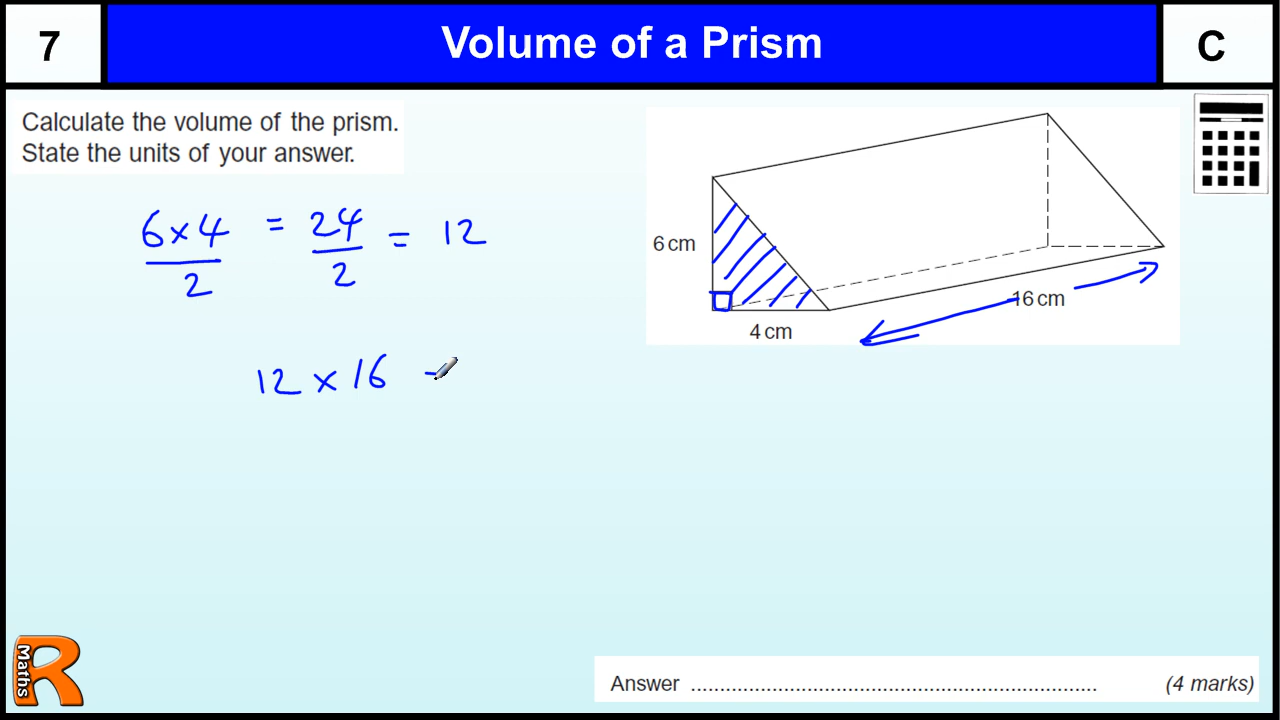 7
Volume of a Prism
C
Calculate the volume of the prism.
State the units of your answer.
6 × 4 = 24 = 12
2 2
6 cm
16 cm
4 cm
12 × 16
Maths
R
Answer ........................................................................ (4 marks)